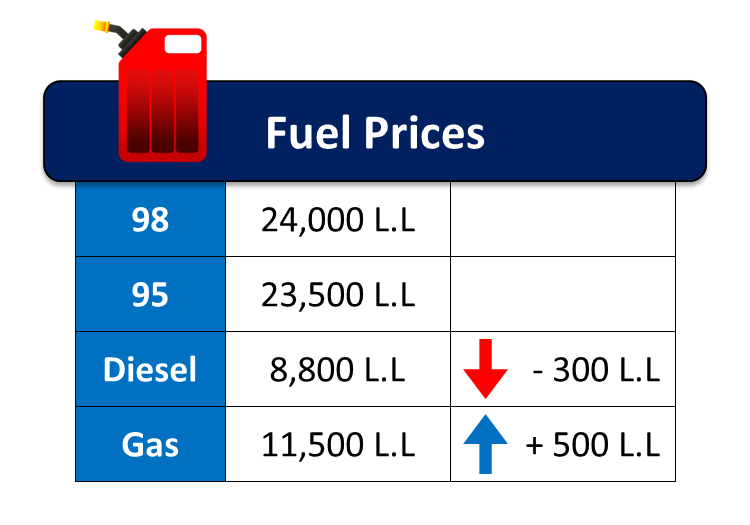 Fuel Prices
98 24,000 L.L
95 23,500 L.L
Diesel 8,800 L.L - 300 L.L
Gas 11,500 L.L + 500 L.L